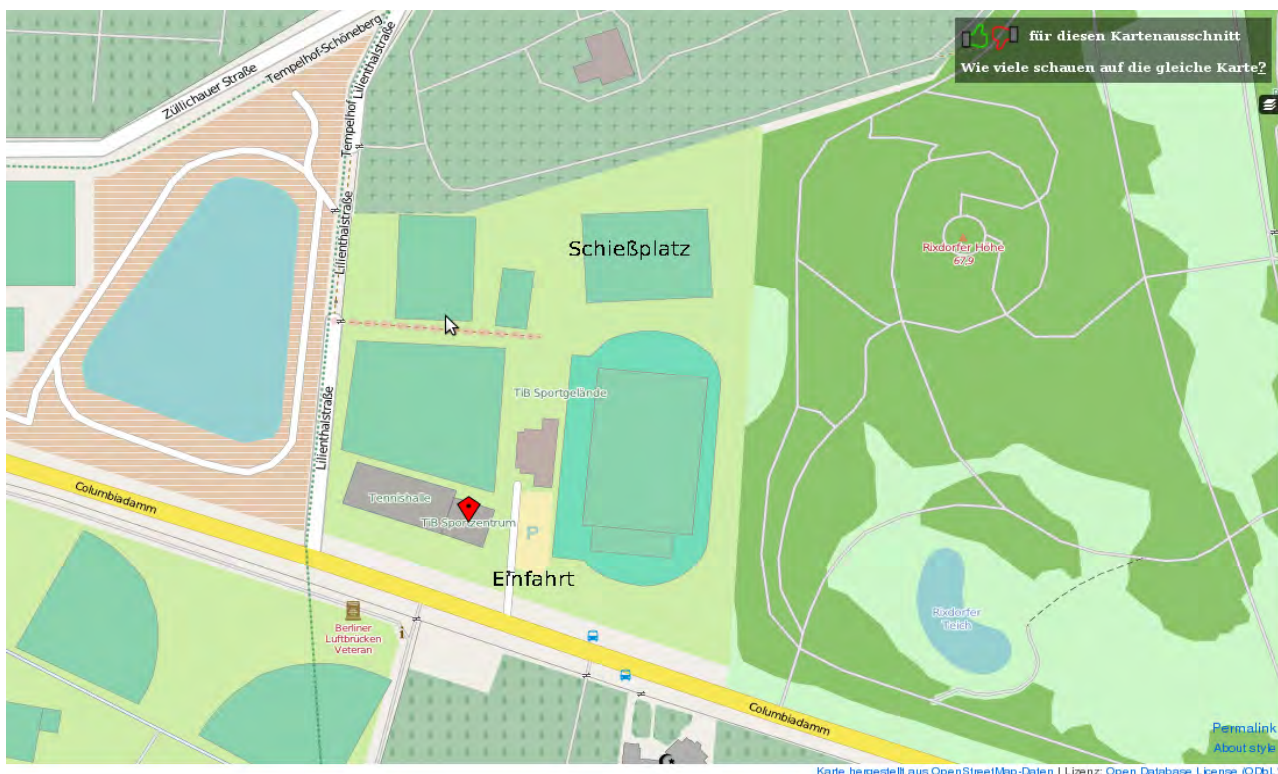 für diesen Kartenausschnitt
Wie viele schauen auf die gleiche Karte?
Züllichauer Straße
Tempelhof-Schöneberg
Lilienthalstraße
Tempelhof
Lilienthalstraße
Schießplatz
Rixdorfer Höhe
67,9
TiB Sportgelände
Lilienthalstraße
Columbiadamm
Tennishalle
TiB Sportzentrum
P
Einfahrt
Rixdorfer
Teich
Berliner
Luftbrücken
Veteran
i
Columbiadamm
Permalink
About style
Karte hergestellt aus OpenStreetMap-Daten | Lizenz: Open Database License (ODbL)